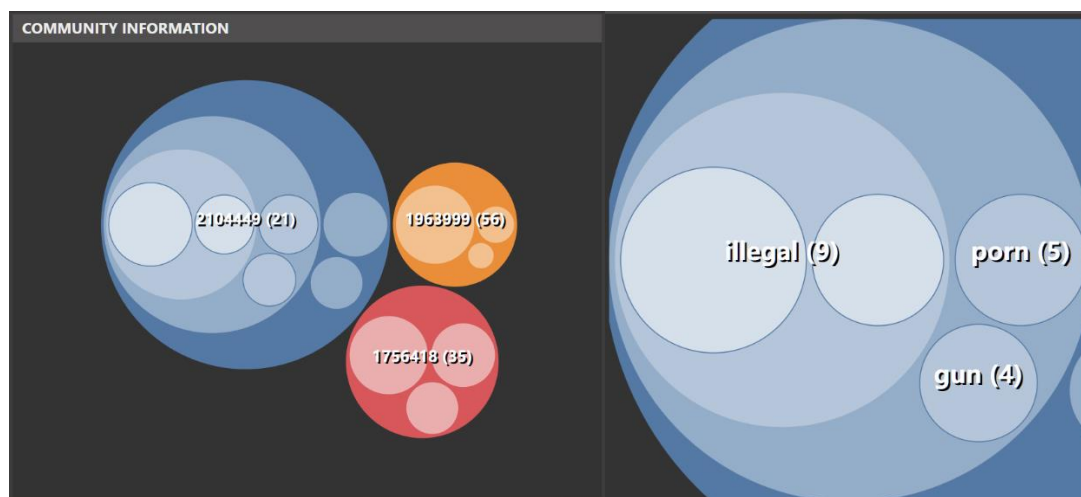 COMMUNITY INFORMATION
2104449 (21)
1963999 (56)
1756418 (35)
illegal (9)
porn (5)
gun (4)